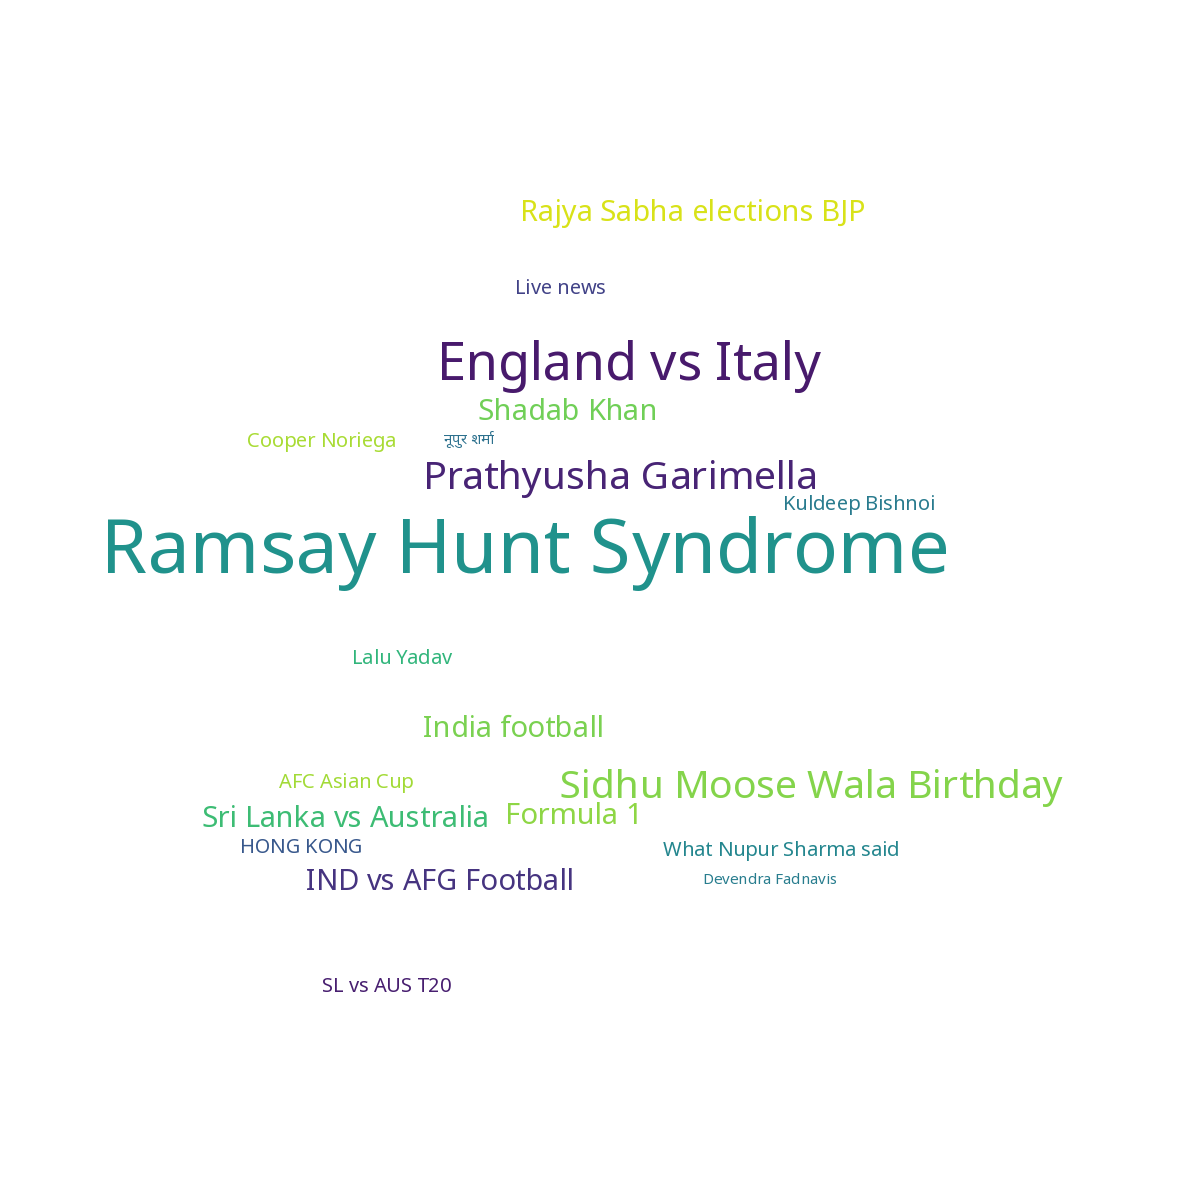 Rajya Sabha elections BJP
Live news
England vs Italy
Shadab Khan
Cooper Noriega
नूपुर शर्मा
Prathyusha Garimella
Kuldeep Bishnoi
Ramsay Hunt Syndrome
Lalu Yadav
India football
AFC Asian Cup
Sidhu Moose Wala Birthday
Sri Lanka vs Australia
Formula 1
HONG KONG
What Nupur Sharma said
IND vs AFG Football
Devendra Fadnavis
SL vs AUS T20